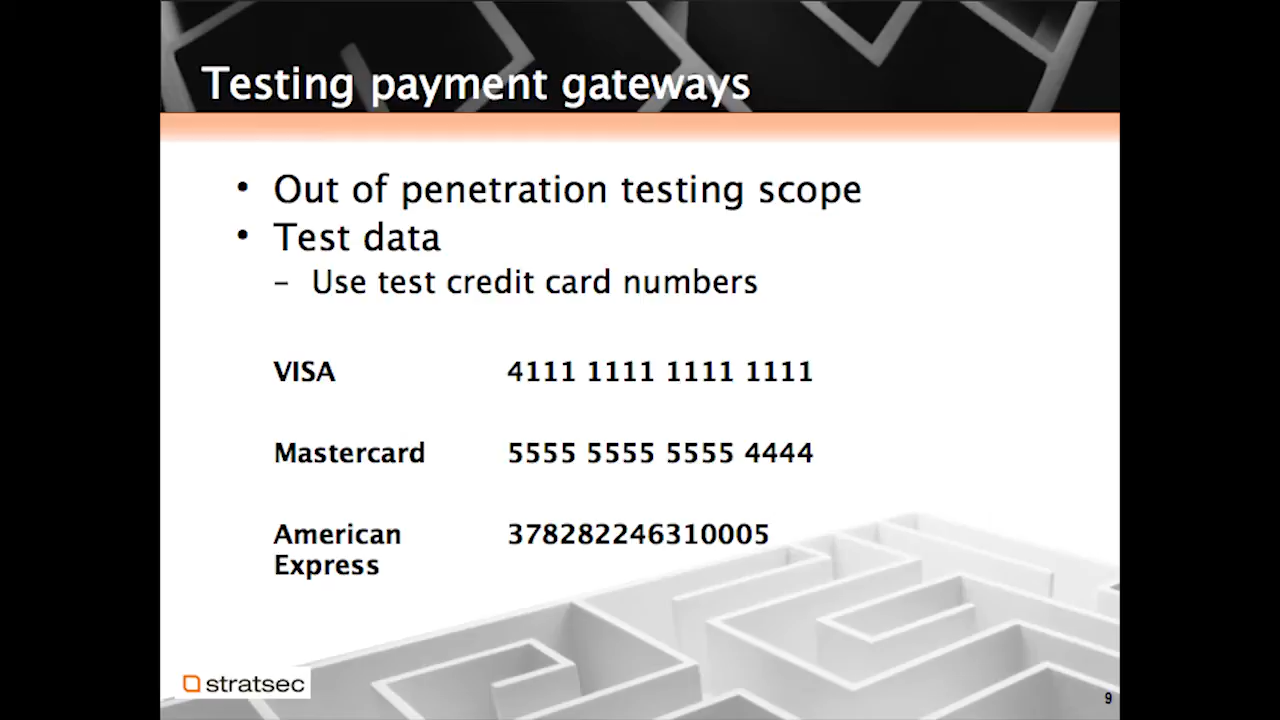 Testing payment gateways
• Out of penetration testing scope
• Test data
– Use test credit card numbers
VISA 4111 1111 1111 1111
Mastercard 5555 5555 5555 4444
American 378282246310005
Express
stratsec
9